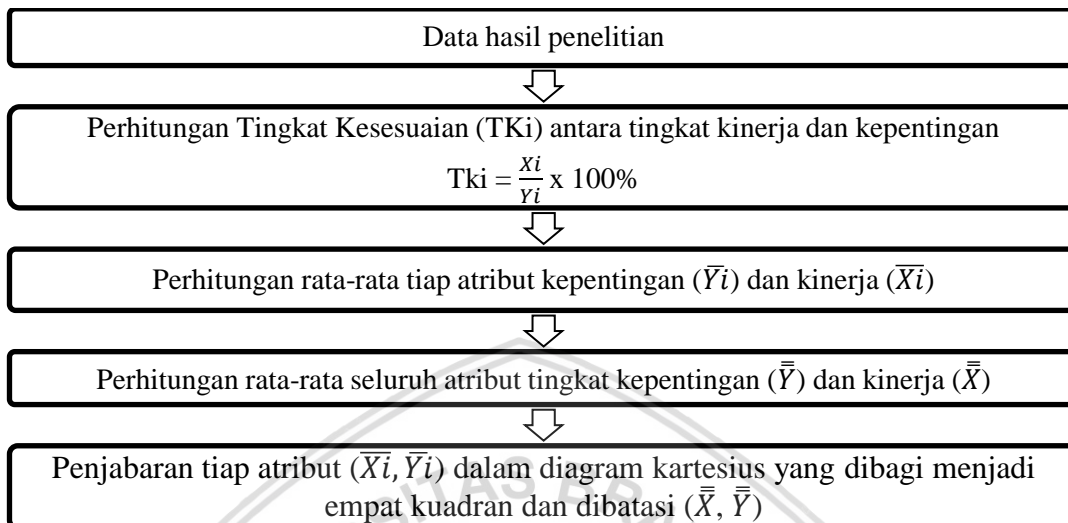 Data hasil penelitian
Perhitungan Tingkat Kesesuaian (TKi) antara tingkat kinerja dan kepentingan
Tki = Xi/Yi x 100%
Perhitungan rata-rata tiap atribut kepentingan (Y̅i) dan kinerja (X̅i̅)
Perhitungan rata-rata seluruh atribut tingkat kepentingan (Y̿) dan kinerja (X̿)
Penjabaran tiap atribut (X̅i̅, Y̅i) dalam diagram kartesius yang dibagi menjadi
empat kuadran dan dibatasi (X̿, Y̿)
SITAS BRA